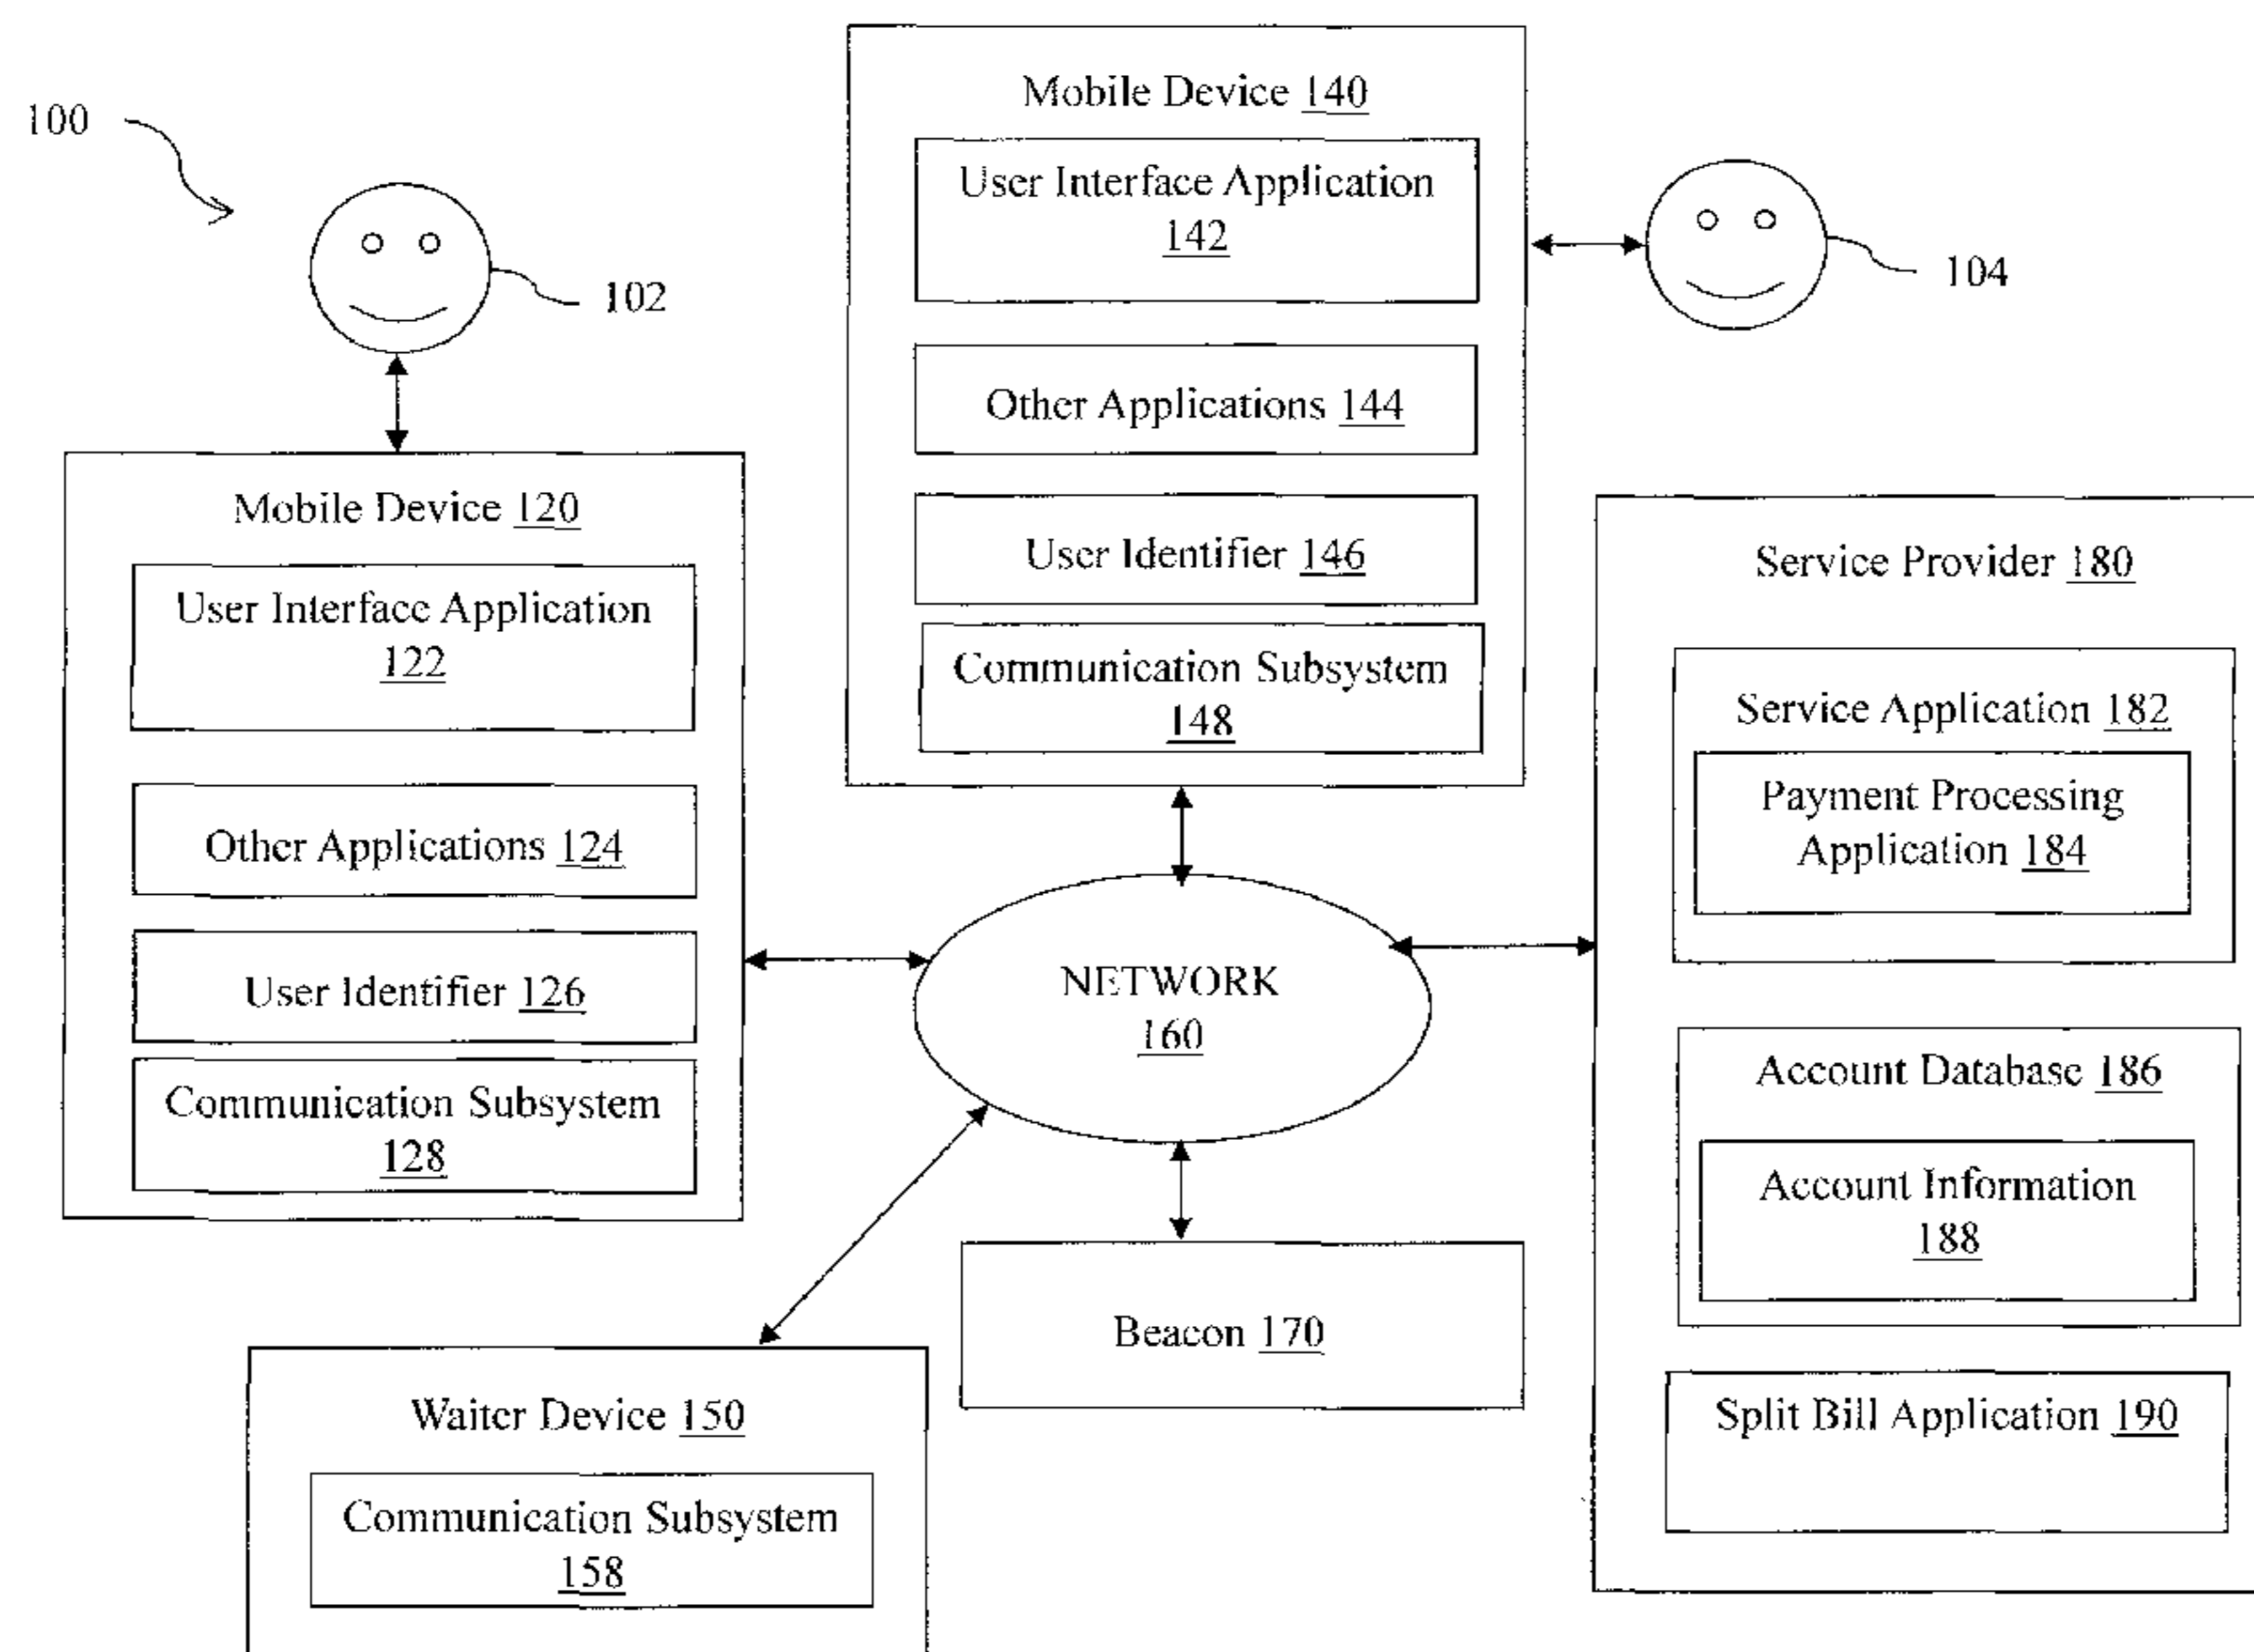 100
102
Mobile Device 120
User Interface Application
122
Other Applications 124
User Identifier 126
Communication Subsystem
128
Mobile Device 140
User Interface Application
142
Other Applications 144
User Identifier 146
Communication Subsystem
148
104
NETWORK
160
Beacon 170
Waiter Device 150
Communication Subsystem
158
Service Provider 180
Service Application 182
Payment Processing
Application 184
Account Database 186
Account Information
188
Split Bill Application 190